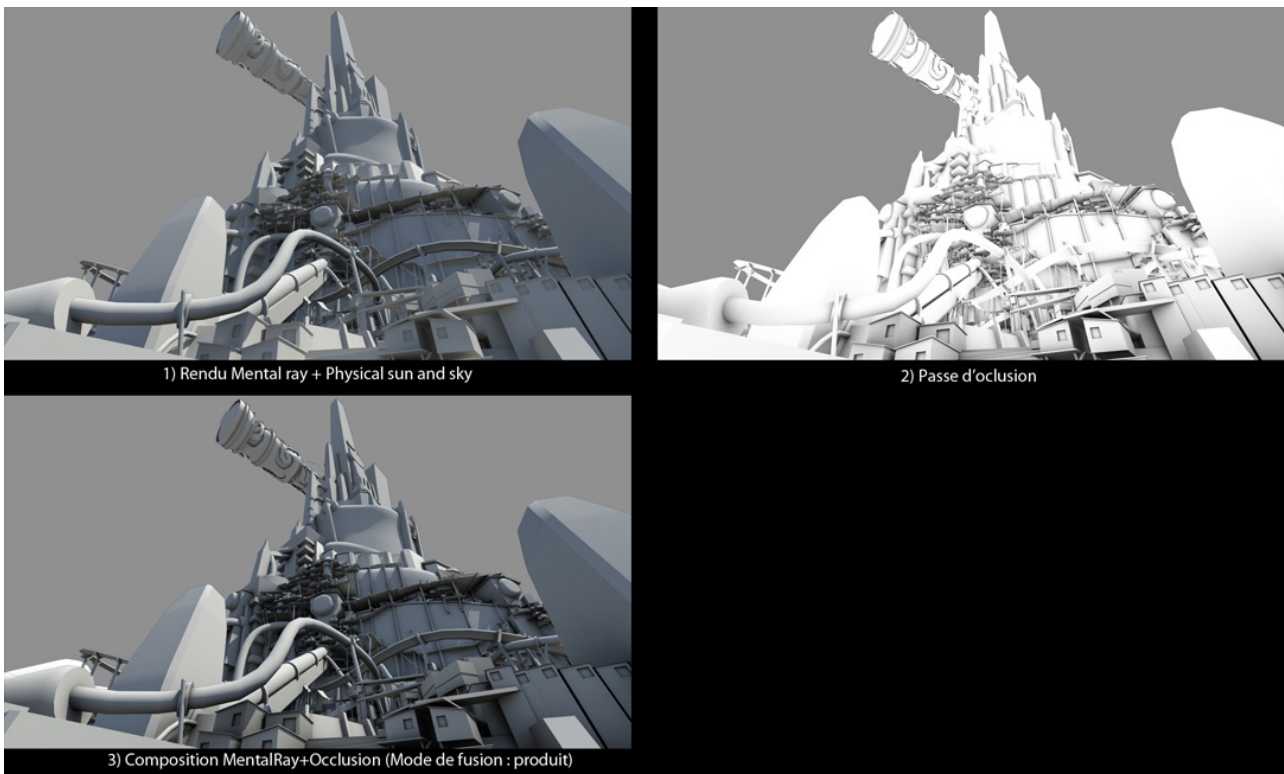 1) Rendu Mental ray + Physical sun and sky
2) Passe d'oclusion
3) Composition MentalRay+Occlusion (Mode de fusion : produit)